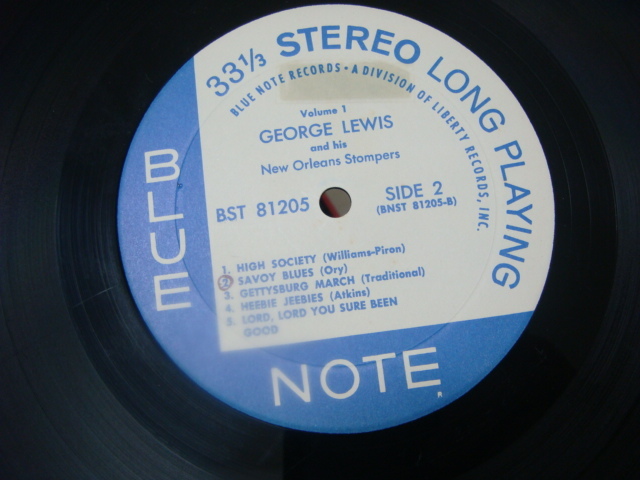 33⅓ STEREO LONG PLAYING
BLUE NOTE RECORDS • A DIVISION OF LIBERTY RECORDS, INC.
Volume 1
GEORGE LEWIS
and his
New Orleans Stompers
BST 81205
SIDE 2
(BNST 81205-B)
1. HIGH SOCIETY (Williams-Piron)
2. SAVOY BLUES (Ory)
3. GETTYSBURG MARCH (Traditional)
4. HEEBIE JEEBIES (Atkins)
5. LORD, LORD YOU SURE BEEN
GOOD
BLUE
NOTE